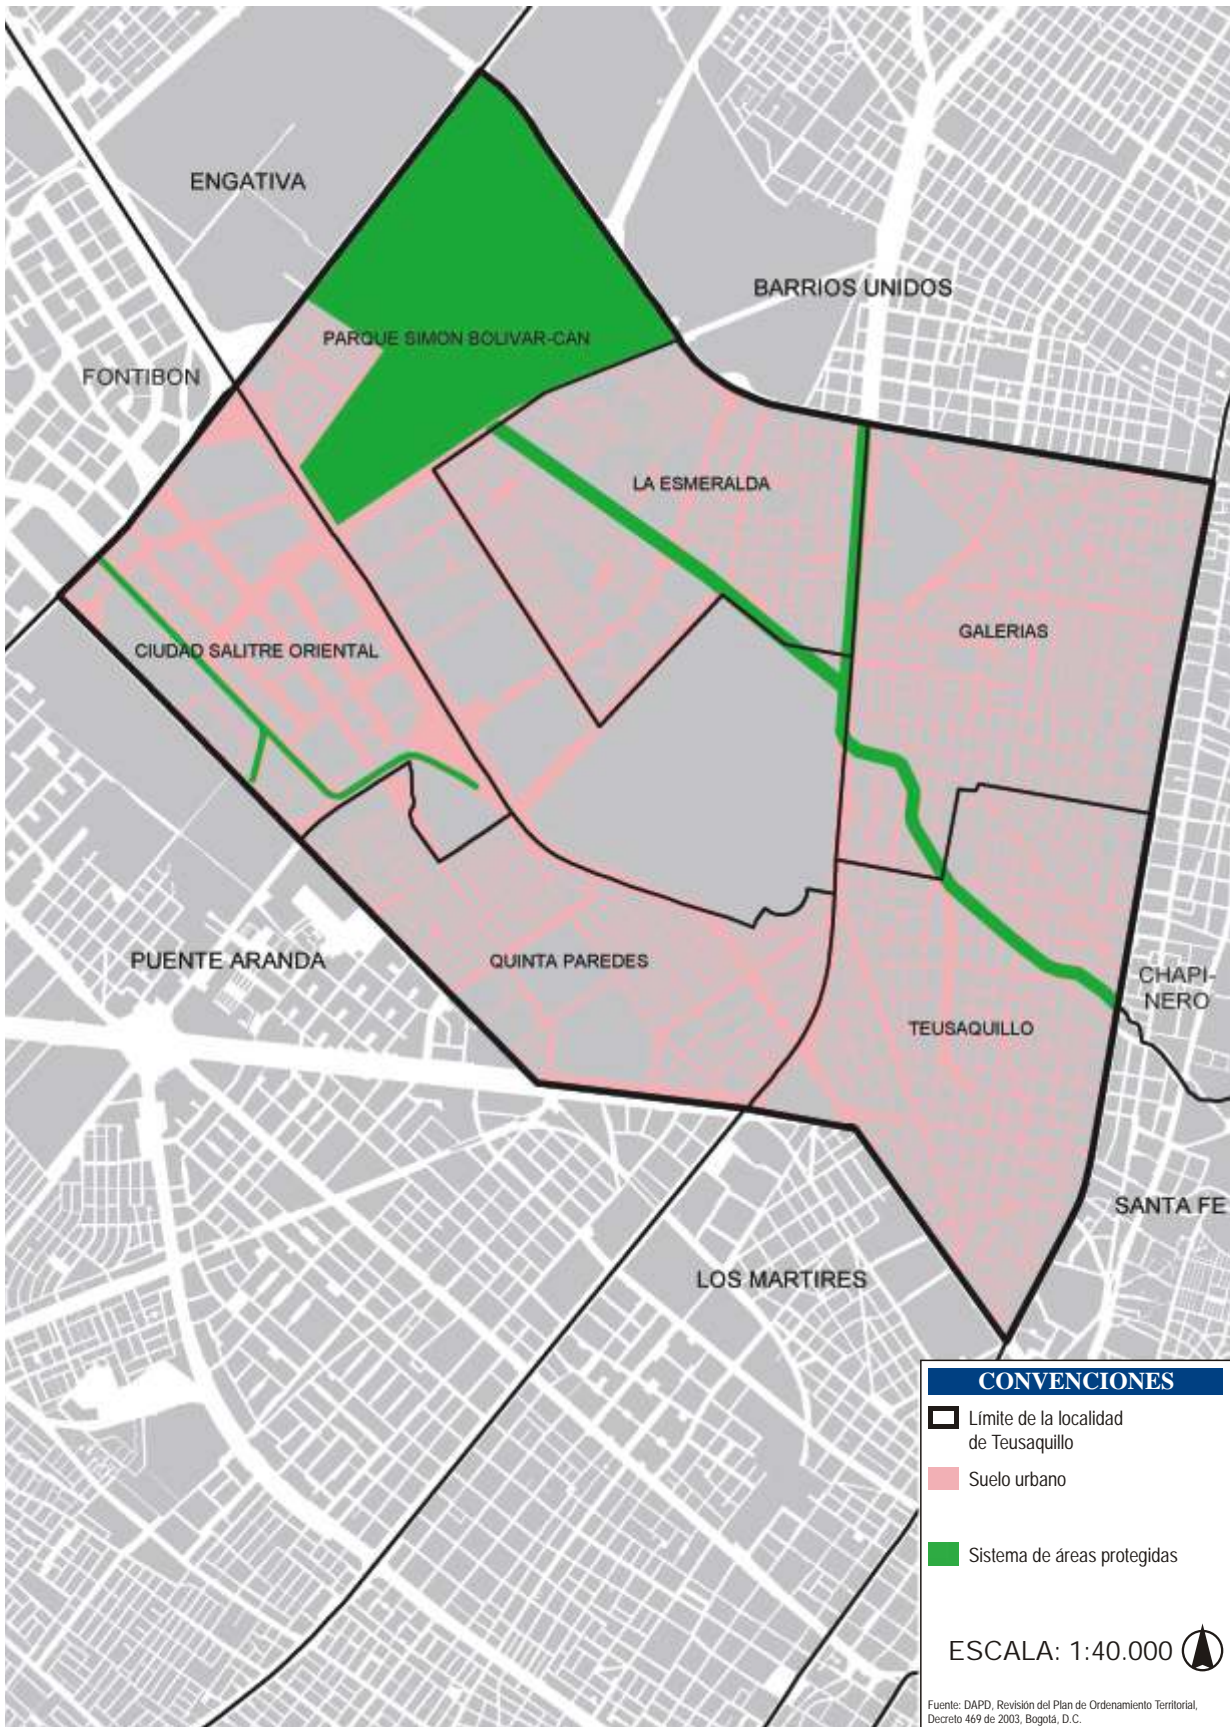 ENGATIVA
BARRIOS UNIDOS
PARQUE SIMON BOLIVAR-CAN
FONTIBON
LA ESMERALDA
GALERIAS
CIUDAD SALITRE ORIENTAL
PUENTE ARANDA
QUINTA PAREDES
CHAPI-
NERO
TEUSAQUILLO
SANTA FE
LOS MARTIRES
CONVENCIONES
Límite de la localidad
de Teusaquillo
Suelo urbano
Sistema de áreas protegidas
ESCALA: 1:40.000
Fuente: DAPD, Revisión del Plan de Ordenamiento Territorial,
Decreto 469 de 2003, Bogotá, D.C.